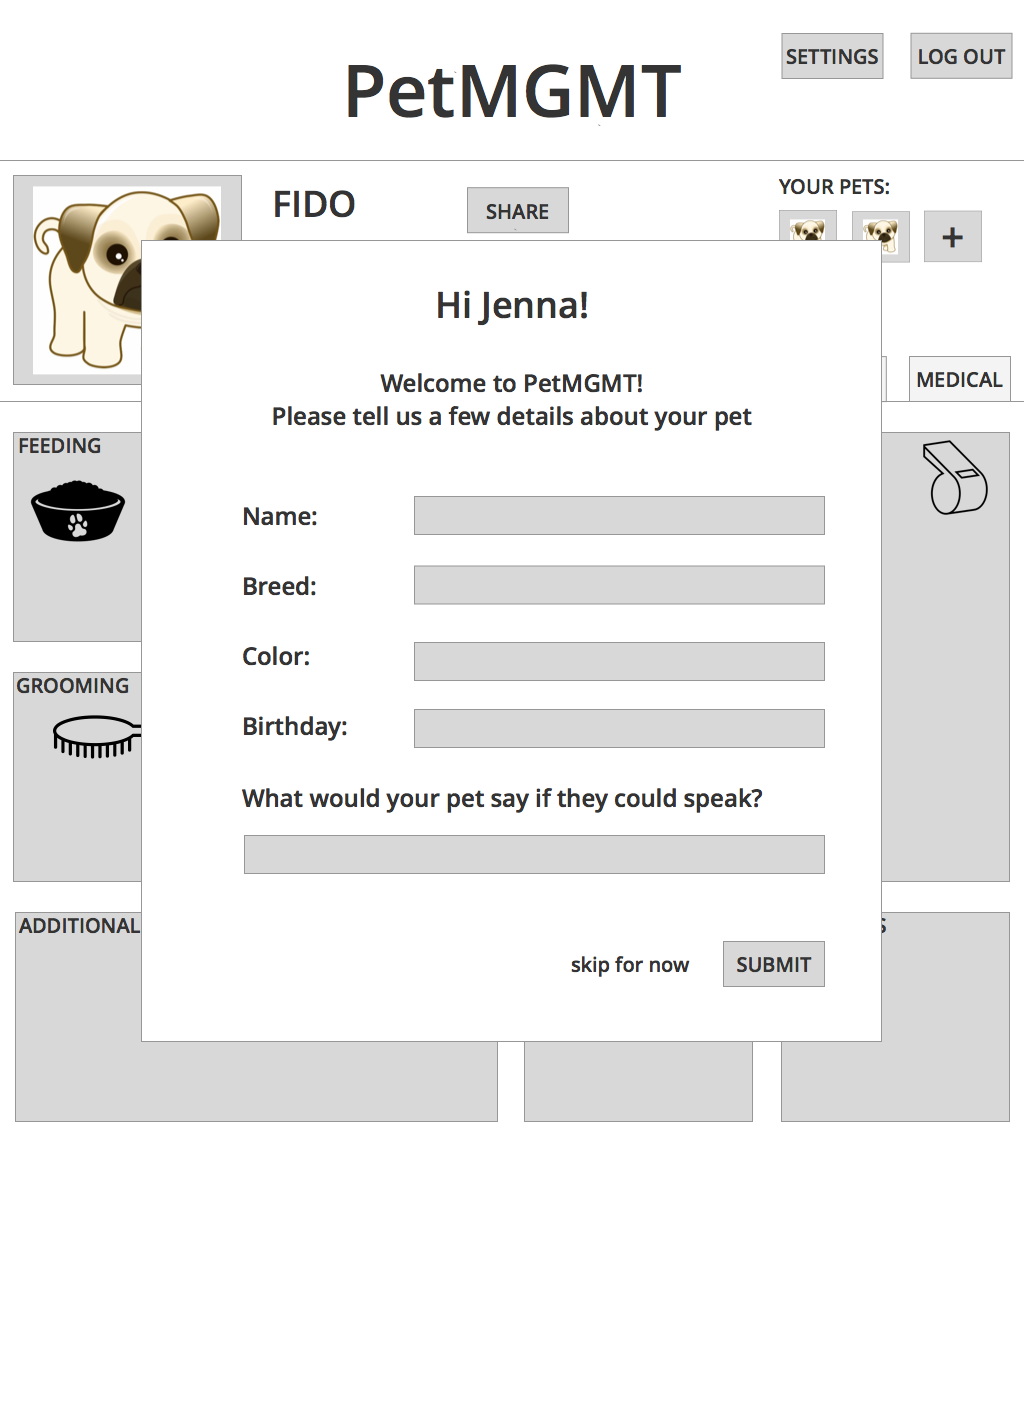 SETTINGS
LOG OUT
PetMGMT
FIDO
SHARE
YOUR PETS:
+
Hi Jenna!
Welcome to PetMGMT!
Please tell us a few details about your pet
MEDICAL
FEEDING
Name:
Breed:
Color:
GROOMING
Birthday:
What would your pet say if they could speak?
ADDITIONAL
skip for now
SUBMIT